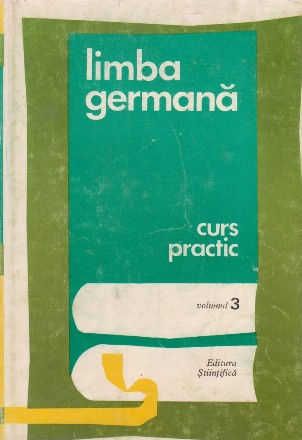 limba
germană
curs
practic
volumul 3
Editura
Științifică